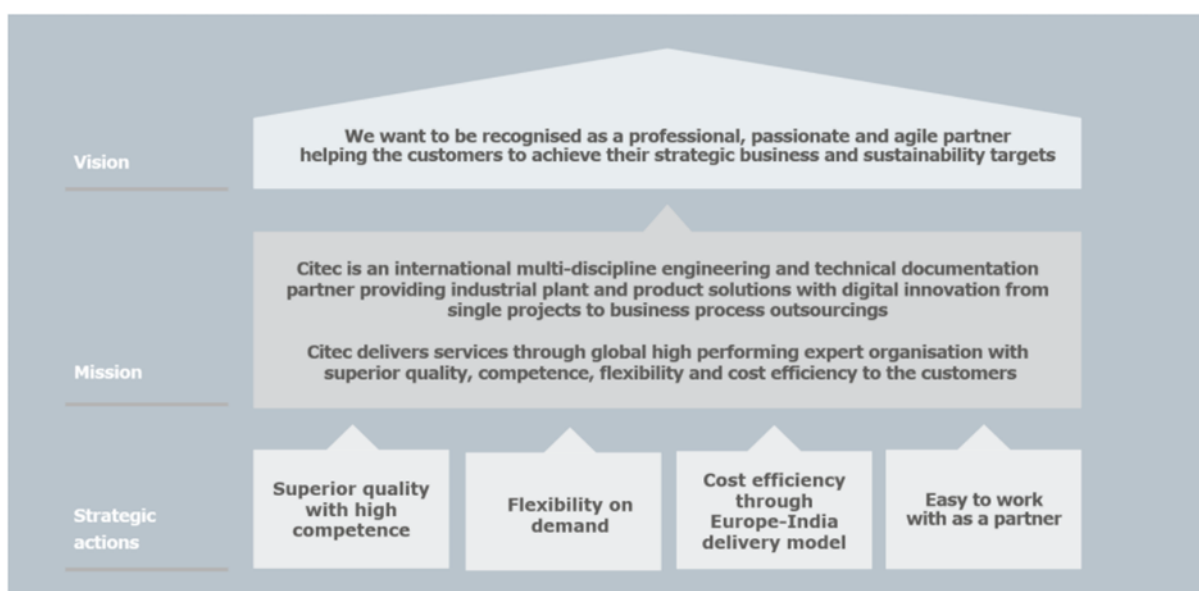 Vision
We want to be recognised as a professional, passionate and agile partner
helping the customers to achieve their strategic business and sustainability targets
Mission
Citec is an international multi-discipline engineering and technical documentation
partner providing industrial plant and product solutions with digital innovation from
single projects to business process outsourcings
Citec delivers services through global high performing expert organisation with
superior quality, competence, flexibility and cost efficiency to the customers
Strategic
actions
Superior quality
with high
competence
Flexibility on
demand
Cost efficiency
through
Europe-India
delivery model
Easy to work
with as a partner